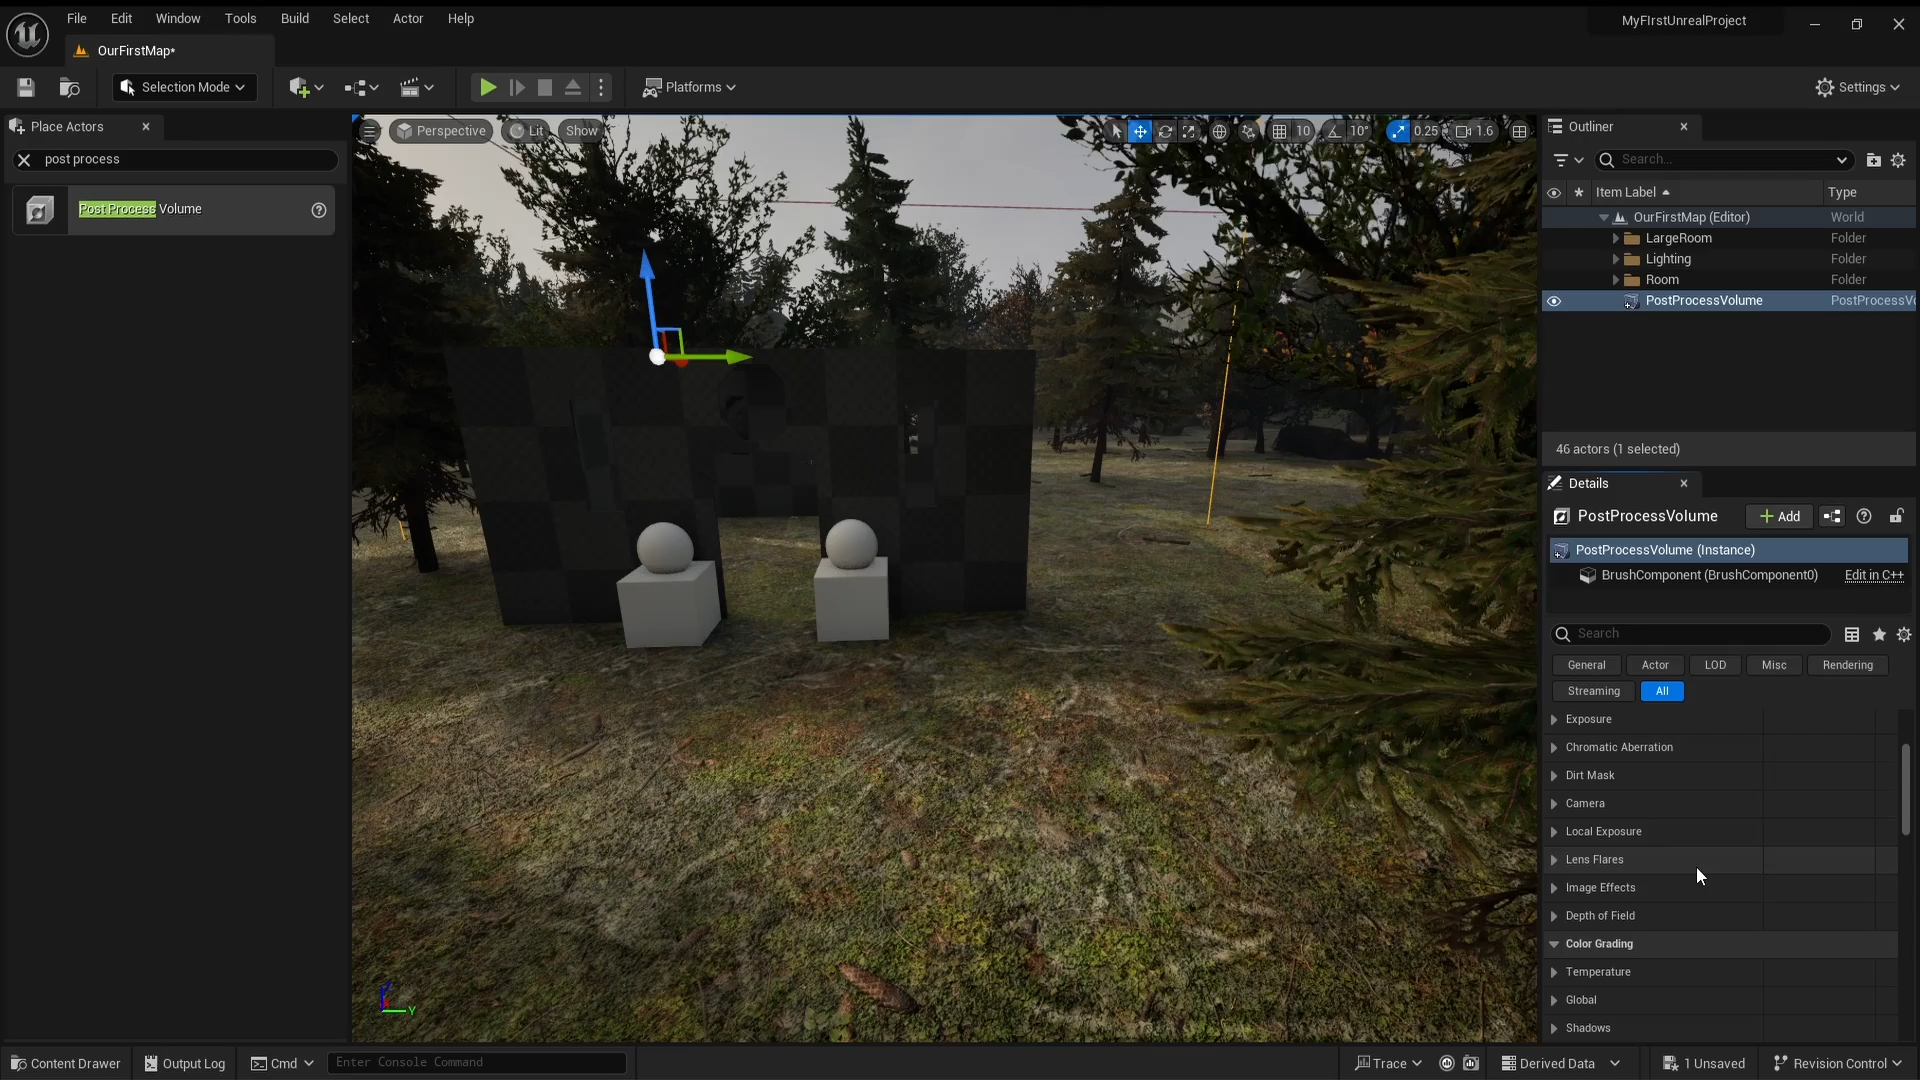 File Edit Window Tools Build Select Actor Help
MyFIrstUnrealProject
OurFirstMap*
Selection Mode
Platforms
Settings
Place Actors
post process
Post Process Volume
Perspective
Lit
Show
10
10°
0.25
1.6
Outliner
Search...
Item Label
Type
OurFirstMap (Editor) World
LargeRoom Folder
Lighting Folder
Room Folder
PostProcessVolume PostProcessVo
46 actors (1 selected)
Details
PostProcessVolume
+ Add
PostProcessVolume (Instance)
BrushComponent (BrushComponent0) Edit in C++
Search
General Actor LOD Misc Rendering
Streaming All
Exposure
Chromatic Aberration
Dirt Mask
Camera
Local Exposure
Lens Flares
Image Effects
Depth of Field
Color Grading
Temperature
Global
Shadows
Y
Content Drawer
Output Log
Cmd
Enter Console Command
Trace
Derived Data
1 Unsaved
Revision Control